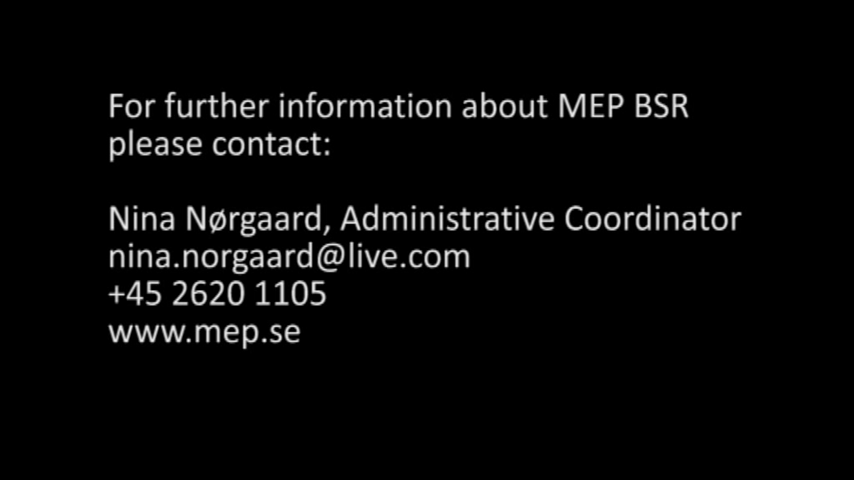 For further information about MEP BSR
please contact:
Nina Nørgaard, Administrative Coordinator
nina.norgaard@live.com
+45 2620 1105
www.mep.se